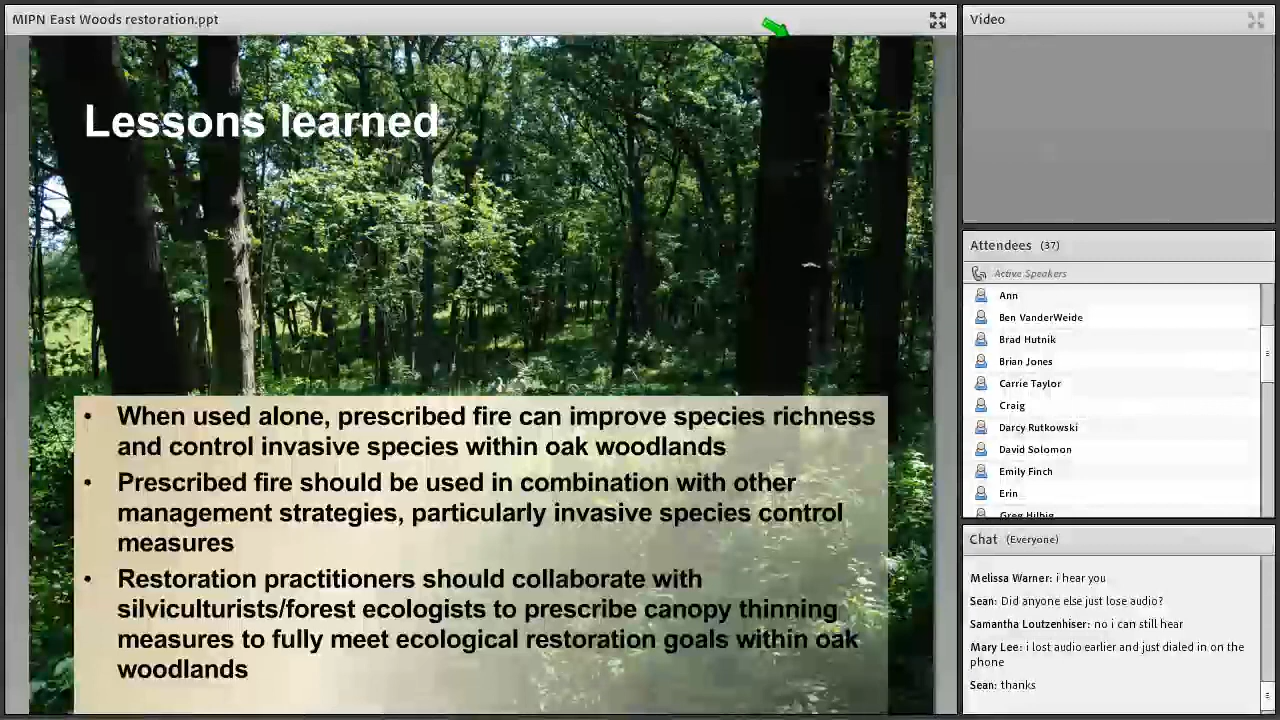 MIPN East Woods restoration.ppt
Lessons learned
• When used alone, prescribed fire can improve species richness
and control invasive species within oak woodlands
• Prescribed fire should be used in combination with other
management strategies, particularly invasive species control
measures
• Restoration practitioners should collaborate with
silviculturists/forest ecologists to prescribe canopy thinning
measures to fully meet ecological restoration goals within oak
woodlands
Video
Attendees (37)
Active Speakers
Ann
Ben VanderWeide
Brad Hutnik
Brian Jones
Carrie Taylor
Craig
Darcy Rutkowski
David Solomon
Emily Finch
Erin
Greg Hilbig
Chat (Everyone)
Melissa Warner: i hear you
Sean: Did anyone else just lose audio?
Samantha Loutzenhiser: no i can still hear
Mary Lee: i lost audio earlier and just dialed in on the
phone
Sean: thanks